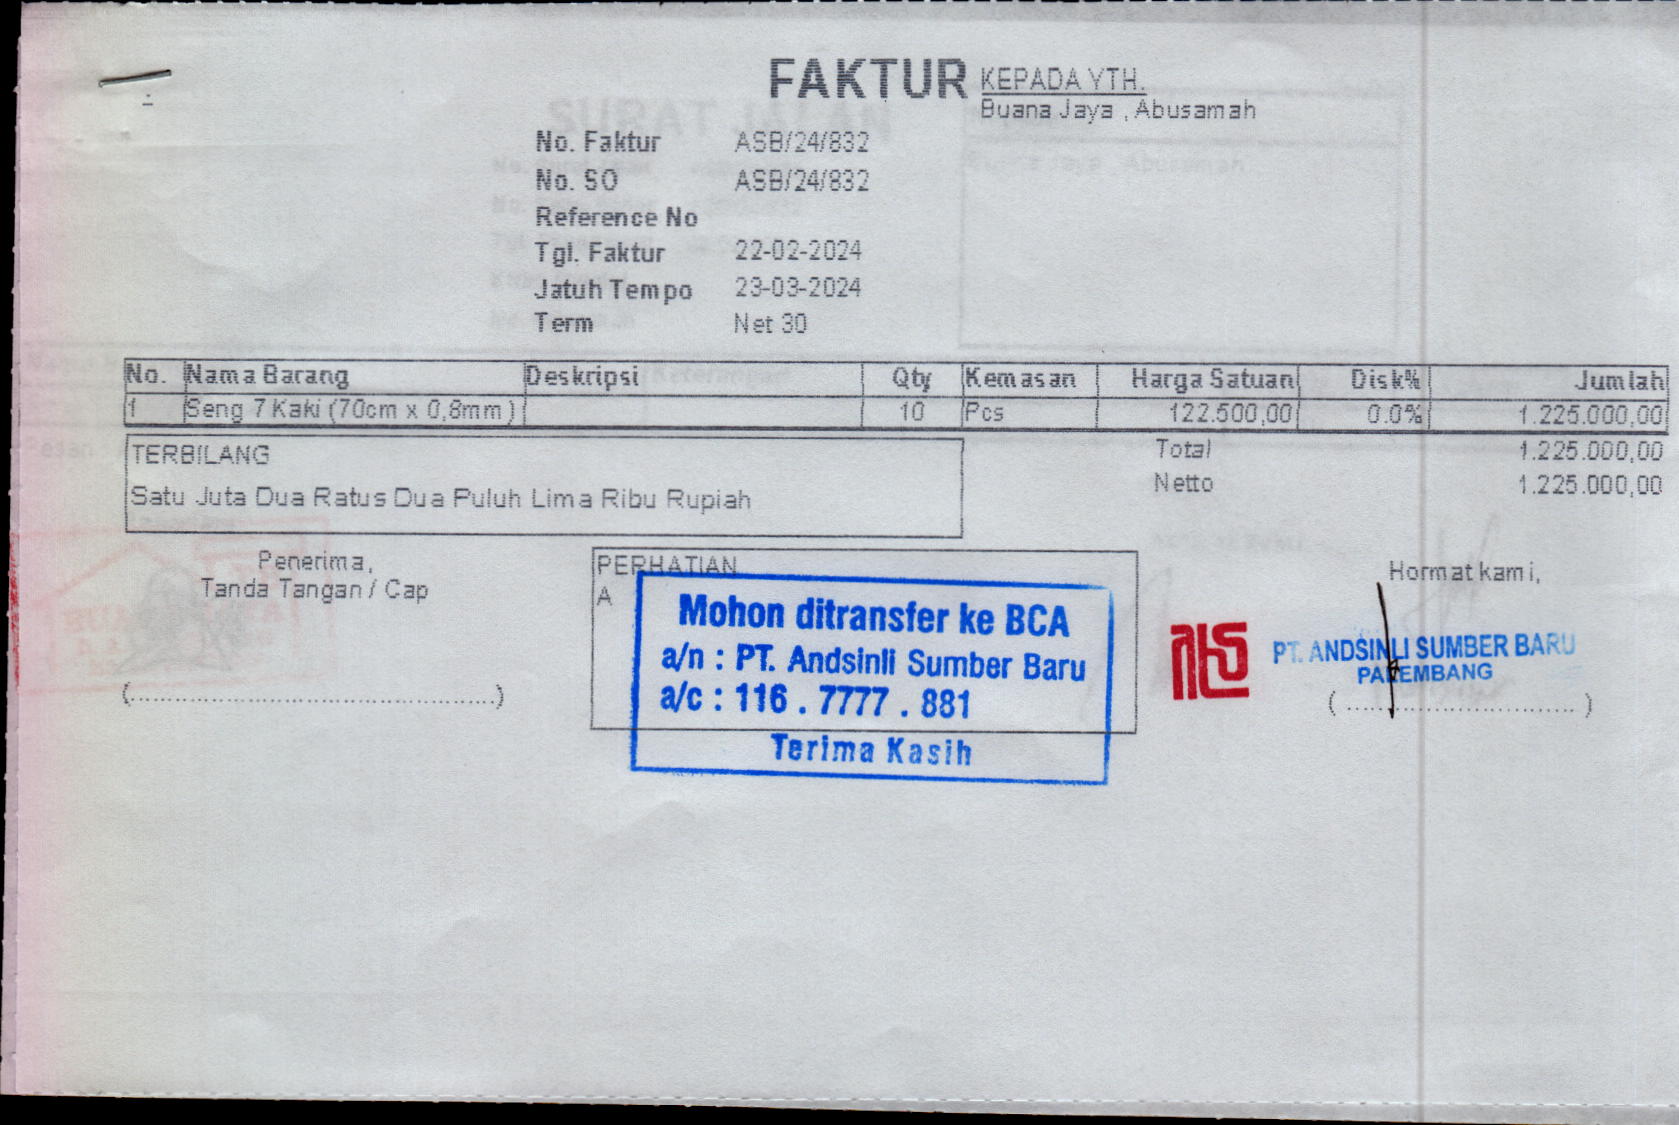 FAKTUR
KEPADA YTH.
Buana Jaya , Abusamah
SURAT JALAN
No. Faktur ASB/24/832
No. SO ASB/24/832
Reference No
Tgl. Faktur 22-02-2024
Jatuh Tempo 23-03-2024
Term Net 30
No. Nama Barang Deskripsi Qty Kemasan Harga Satuan Disk% Jumlah
1 Seng 7 Kaki (70cm x 0,8mm) 10 Pcs 122.500,00 0.0% 1.225.000,00
TERBILANG
Satu Juta Dua Ratus Dua Puluh Lima Ribu Rupiah
Total 1.225.000,00
Netto 1.225.000,00
Penerima,
Tanda Tangan / Cap
(............................................)
PERHATIAN
A
Mohon ditransfer ke BCA
a/n : PT. Andsinli Sumber Baru
a/c : 116 . 7777 . 881
Terima Kasih
Hormat kami,
PT. ANDSINLI SUMBER BARU
PALEMBANG
( ............................ )